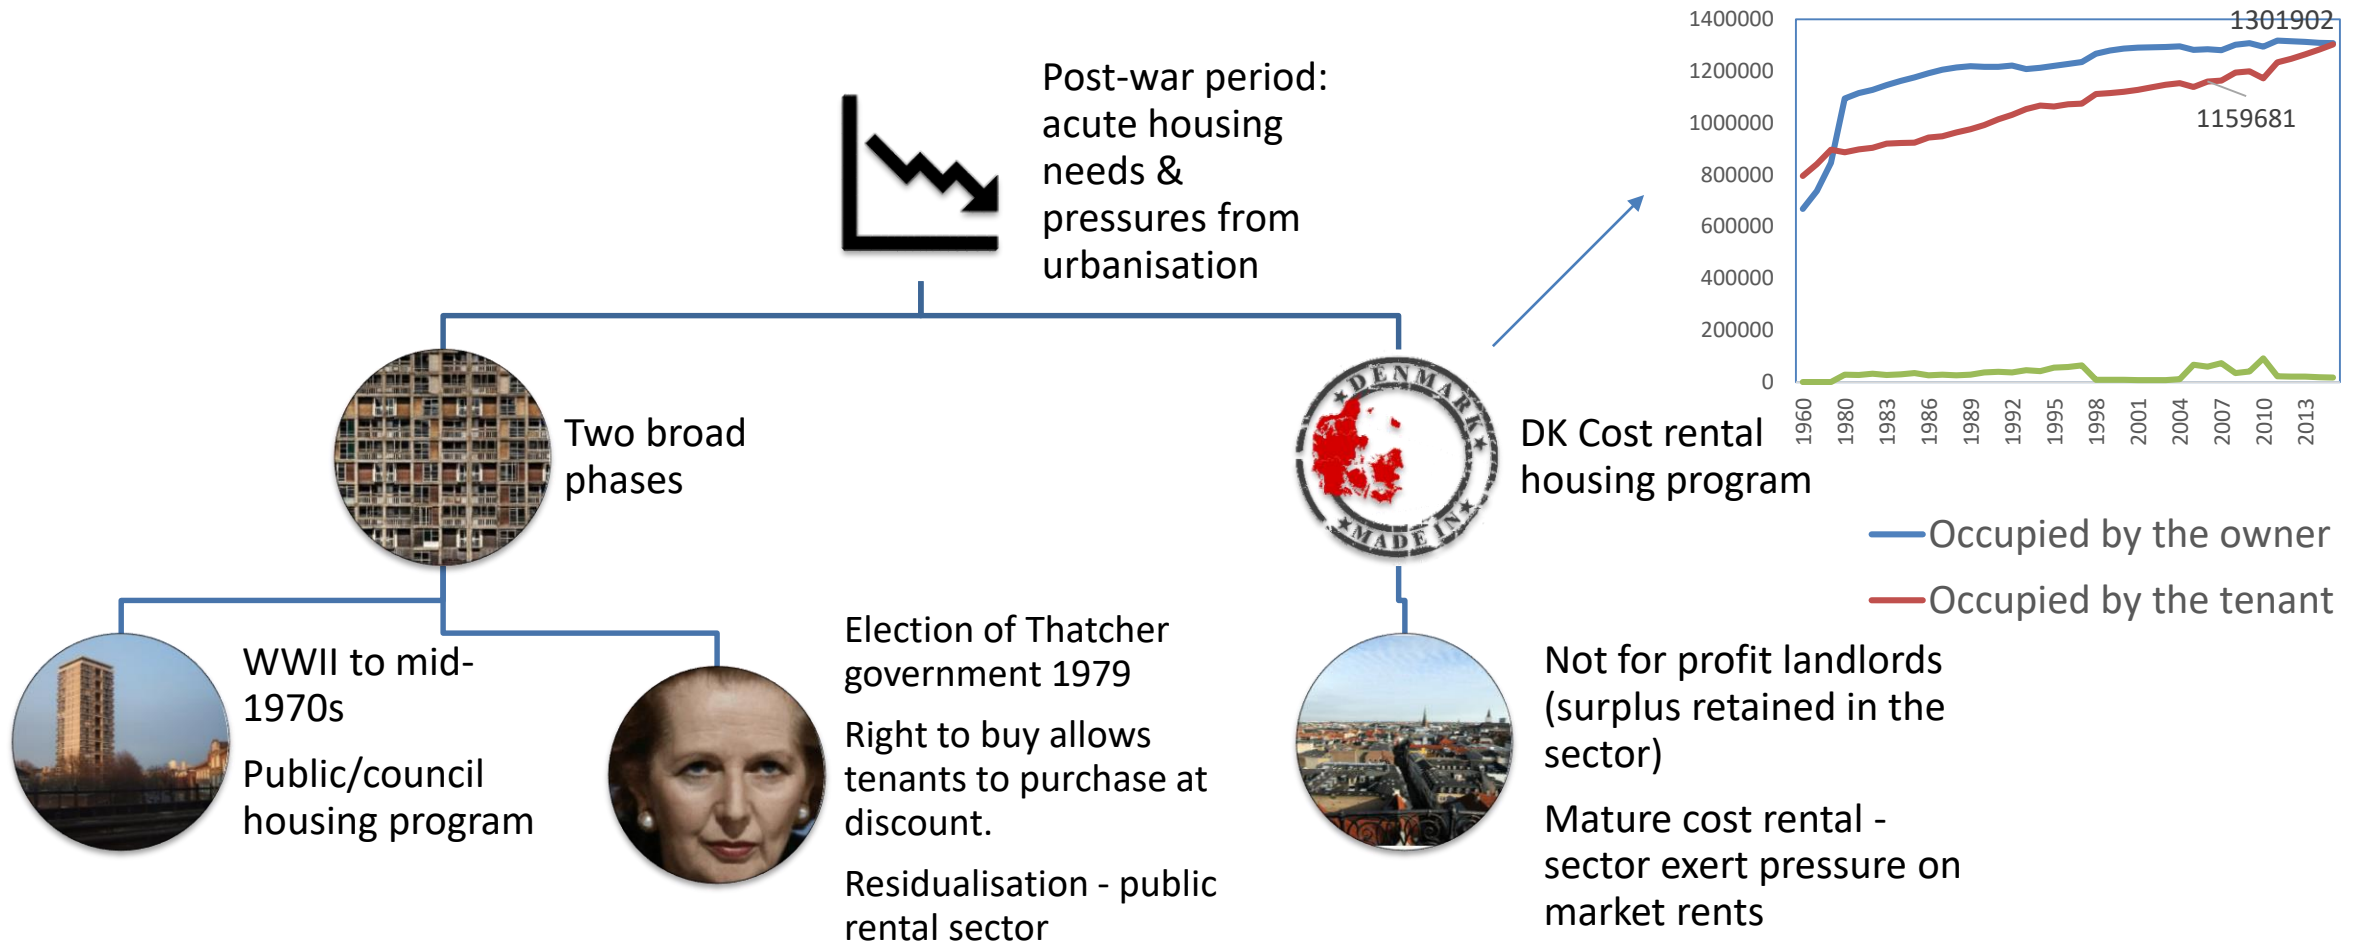 Post-war period:
acute housing
needs &
pressures from
urbanisation
Two broad
phases
WWII to mid-
1970s
Public/council
housing program
Election of Thatcher
government 1979
Right to buy allows
tenants to purchase at
discount.
Residualisation - public
rental sector
DENMARK
MADE IN
DK Cost rental
housing program
Not for profit landlords
(surplus retained in the
sector)
Mature cost rental -
sector exert pressure on
market rents
1400000
1200000
1000000
800000
600000
400000
200000
0
1301902
1159681
1960
1980
1983
1986
1989
1992
1995
1998
2001
2004
2007
2010
2013
Occupied by the owner
Occupied by the tenant